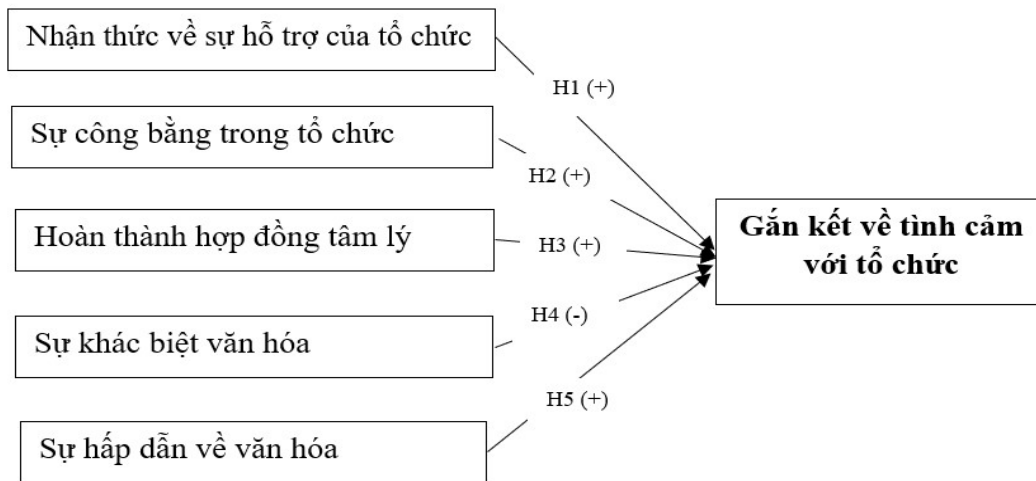 Nhận thức về sự hỗ trợ của tổ chức
H1 (+)
Sự công bằng trong tổ chức
H2 (+)
Hoàn thành hợp đồng tâm lý
H3 (+)
Gắn kết về tình cảm
với tổ chức
H4 (-)
Sự khác biệt văn hóa
H5 (+)
Sự hấp dẫn về văn hóa